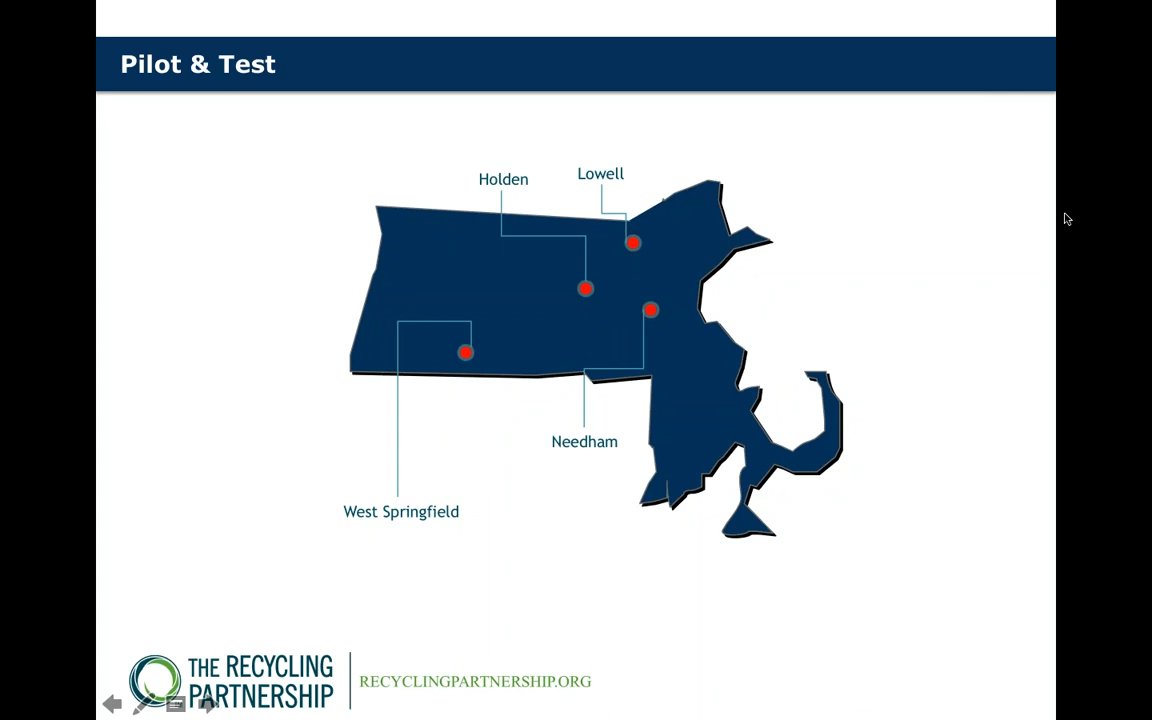 Pilot & Test
Holden
Lowell
Needham
West Springfield
THE RECYCLING
PARTNERSHIP
RECYCLINGPARTNERSHIP.ORG